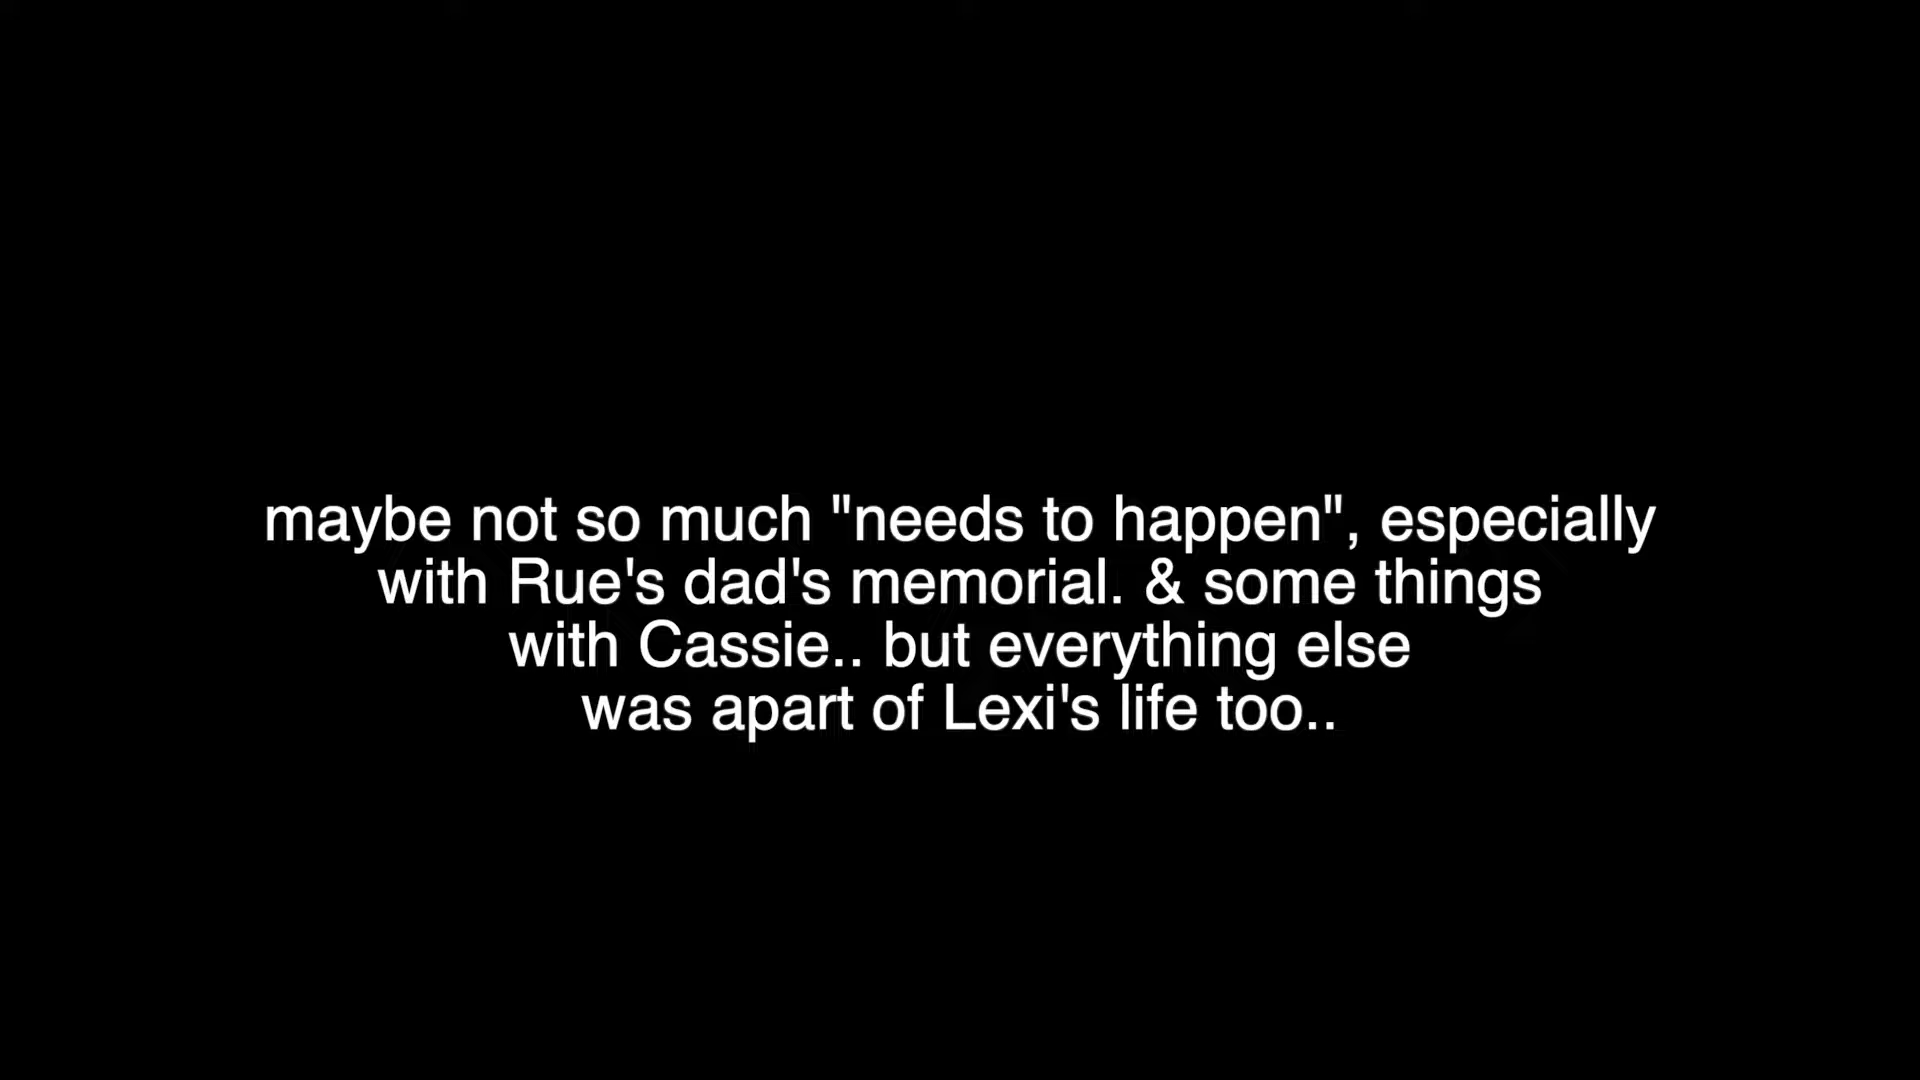 maybe not so much "needs to happen", especially
with Rue's dad's memorial. & some things
with Cassie.. but everything else
was apart of Lexi's life too..